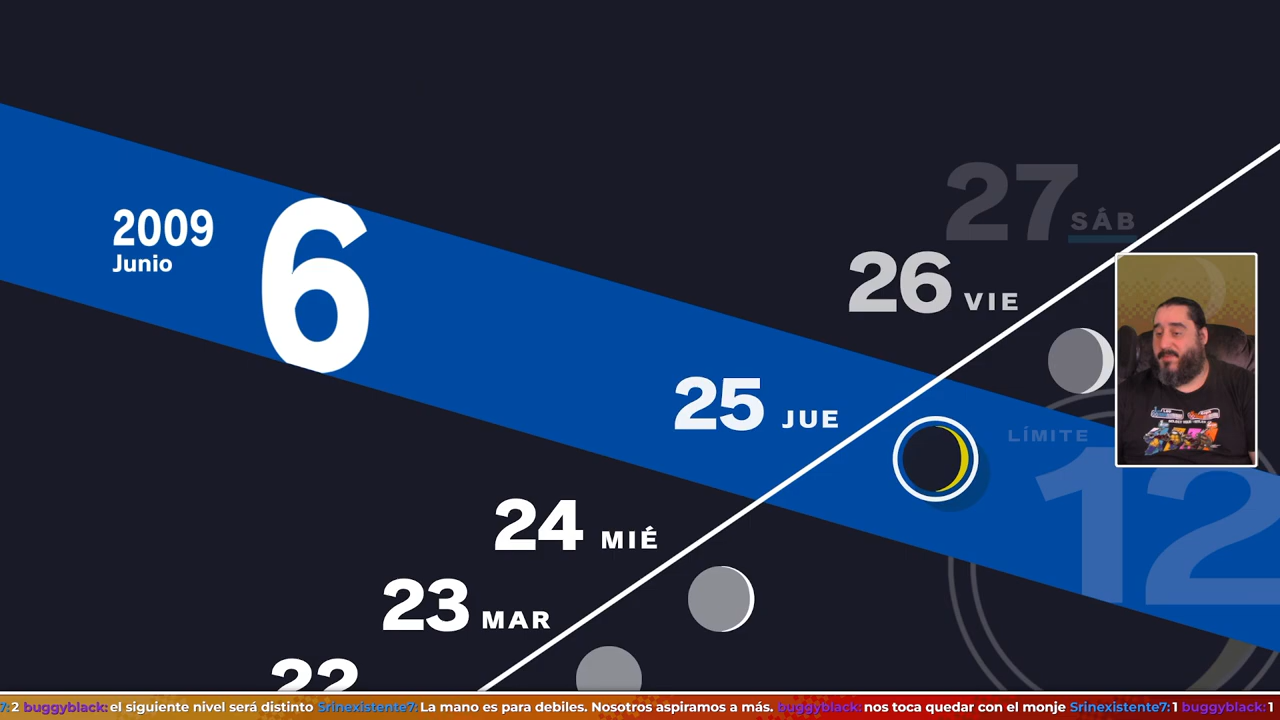 2009
Junio
6
27 SÁB
26 VIE
25 JUE
LÍMITE
12
24 MIÉ
23 MAR
22
7: 2 buggyblack: el siguiente nivel será distinto Srinexistente7: La mano es para debiles. Nosotros aspiramos a más. buggyblack: nos toca quedar con el monje Srinexistente7: 1 buggyblack: 1